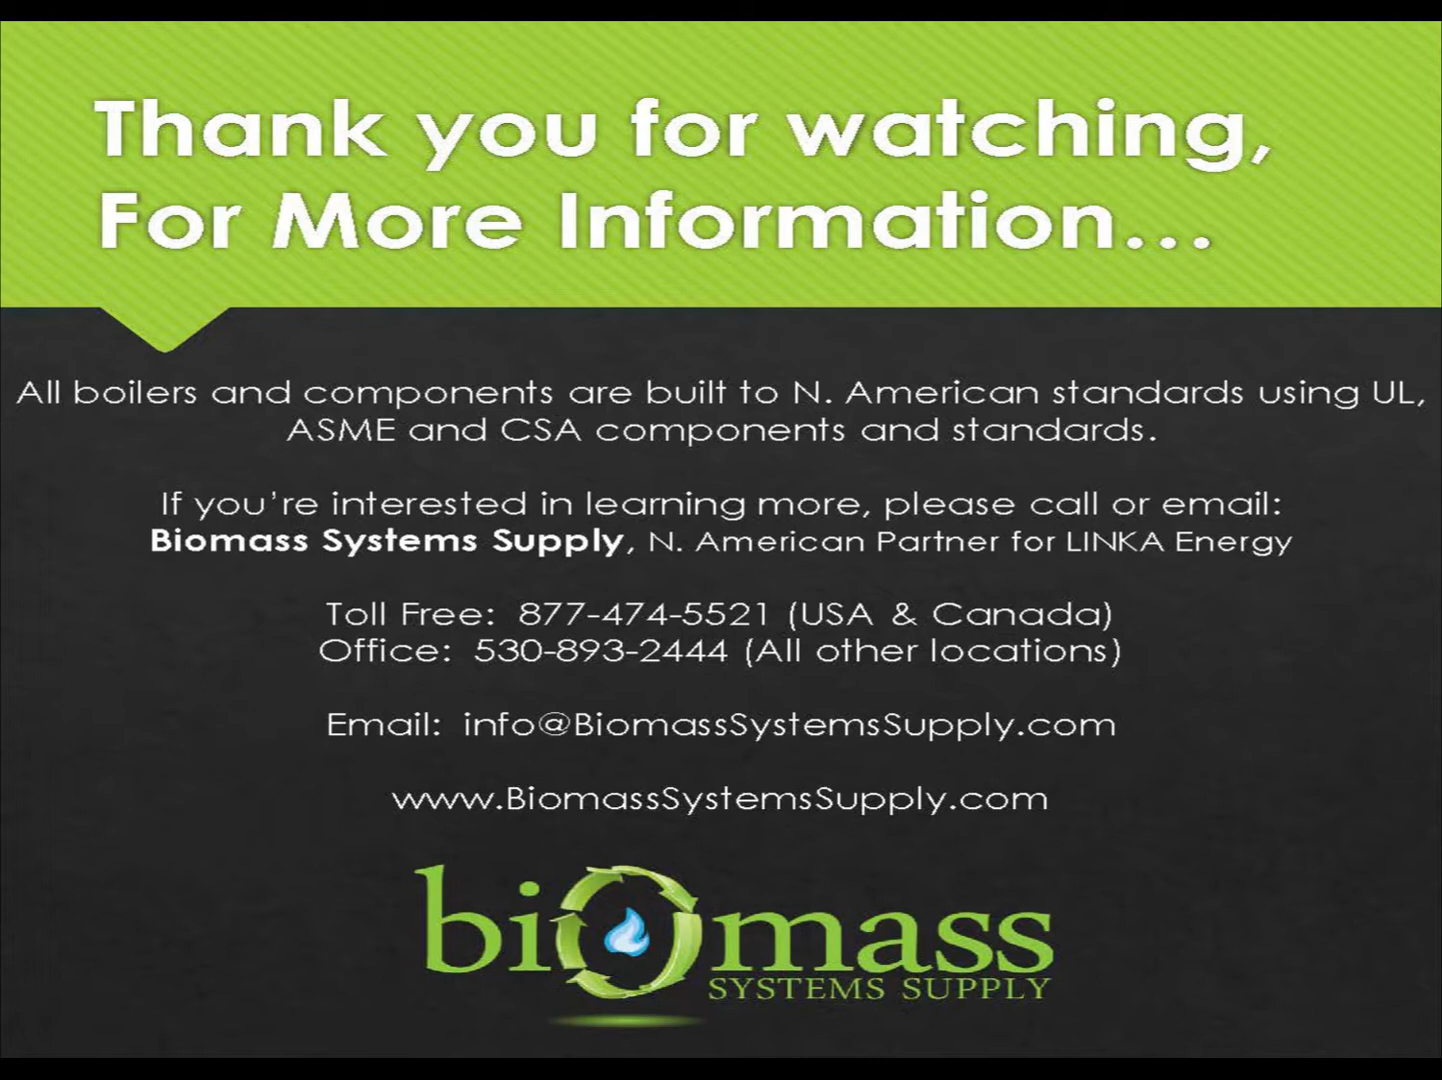 Thank you for watching,
For More Information...
All boilers and components are built to N. American standards using UL,
ASME and CSA components and standards.
If you're interested in learning more, please call or email:
Biomass Systems Supply, N. American Partner for LINKA Energy
Toll Free: 877-474-5521 (USA & Canada)
Office: 530-893-2444 (All other locations)
Email: info@BiomassSystemsSupply.com
www.BiomassSystemsSupply.com
biomass
SYSTEMS SUPPLY